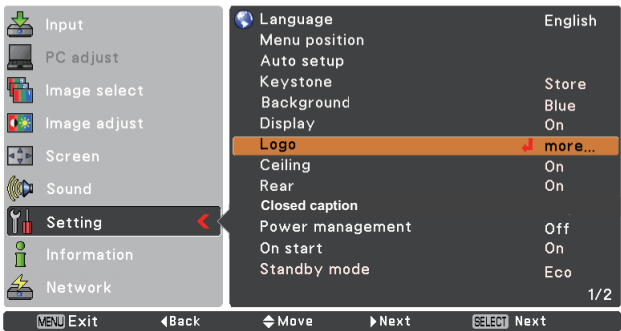 Input
PC adjust
Image select
Image adjust
Screen
Sound
Setting
Information
Network
Language English
Menu position
Auto setup
Keystone Store
Background Blue
Display On
Logo more...
Ceiling On
Rear On
Closed caption
Power management Off
On start On
Standby mode Eco
1/2
MENU Exit Back Move Next SELECT Next